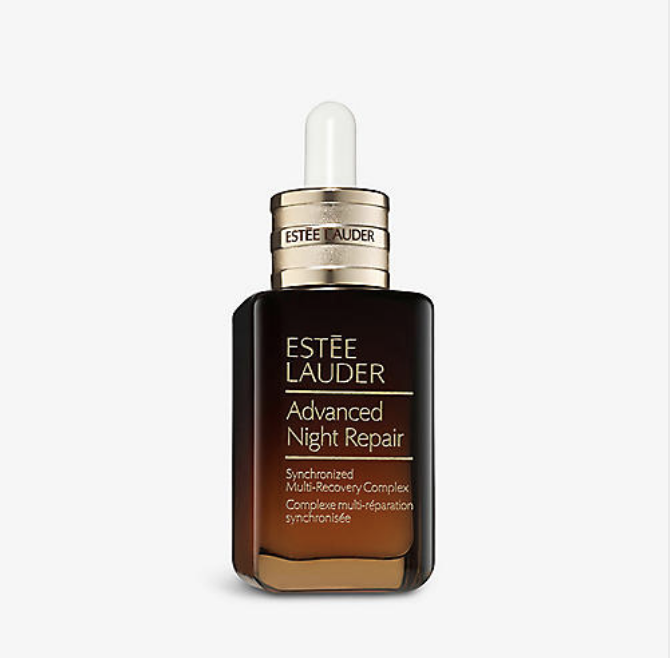 ESTĒE LAUDER
ESTĒE
LAUDER
Advanced
Night Repair
Synchronized
Multi-Recovery Complex
Complexe multi-réparation
synchronisée